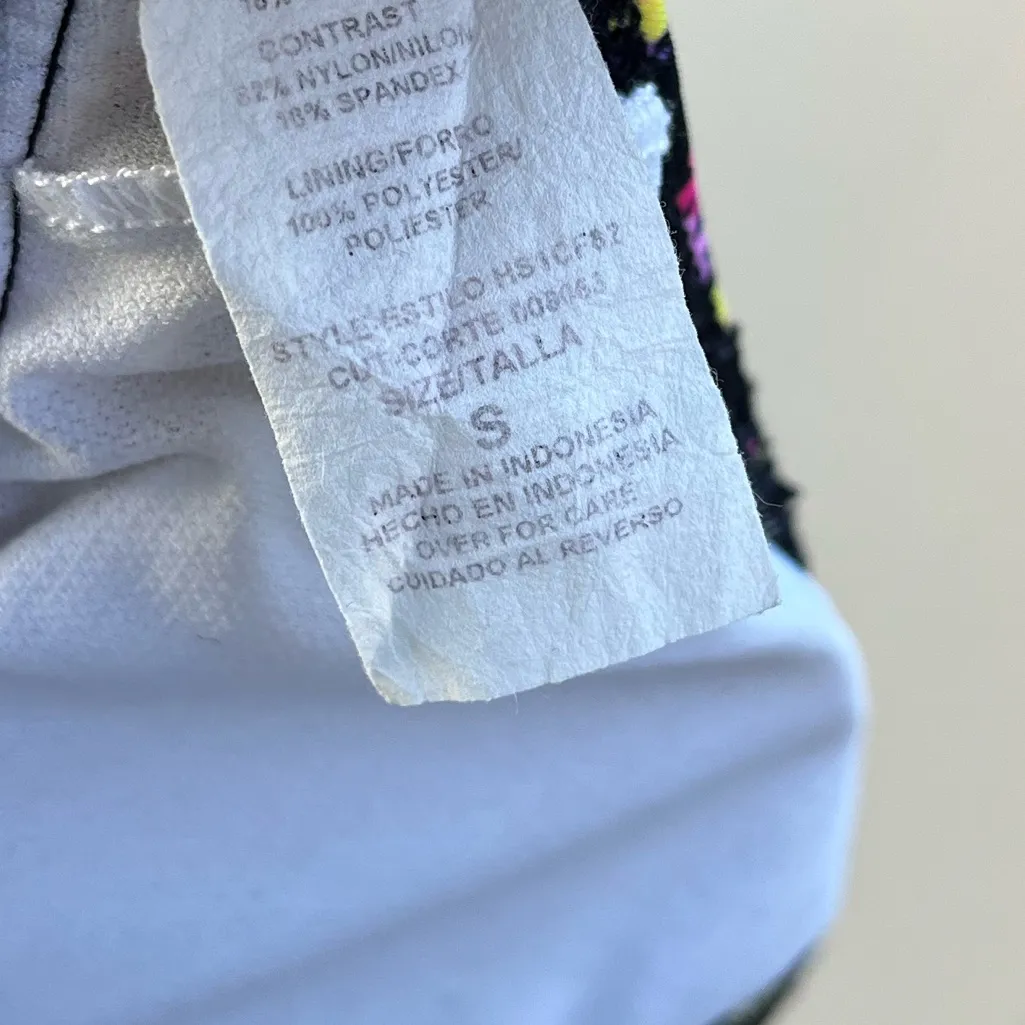 CONTRAST
82% NYLON/NILON
18% SPANDEX
LINING/FORRO
100% POLYESTER/
POLIESTER
STYLE-ESTILO HS1CF82
CUT-CORTE
SIZE/TALLA
S
MADE IN INDONESIA
HECHO EN INDONESIA
OVER FOR CARE
CUIDADO AL REVERSO